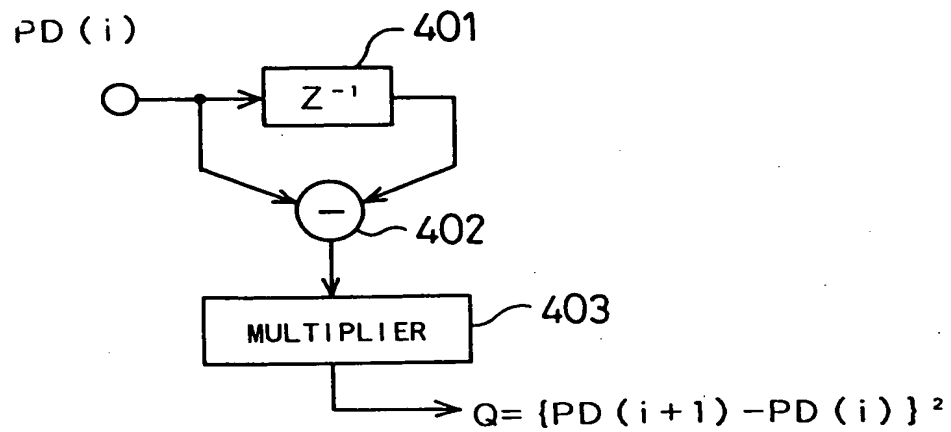 PD (i)
401
Z⁻¹
−
402
MULTIPLIER
403
Q= {PD (i+1) −PD (i) } ²